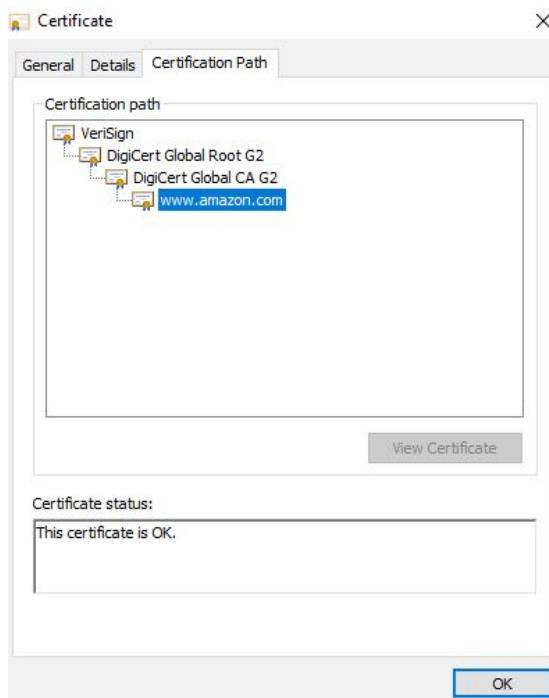 Certificate
General Details Certification Path
Certification path
VeriSign
DigiCert Global Root G2
DigiCert Global CA G2
www.amazon.com
View Certificate
Certificate status:
This certificate is OK.
OK